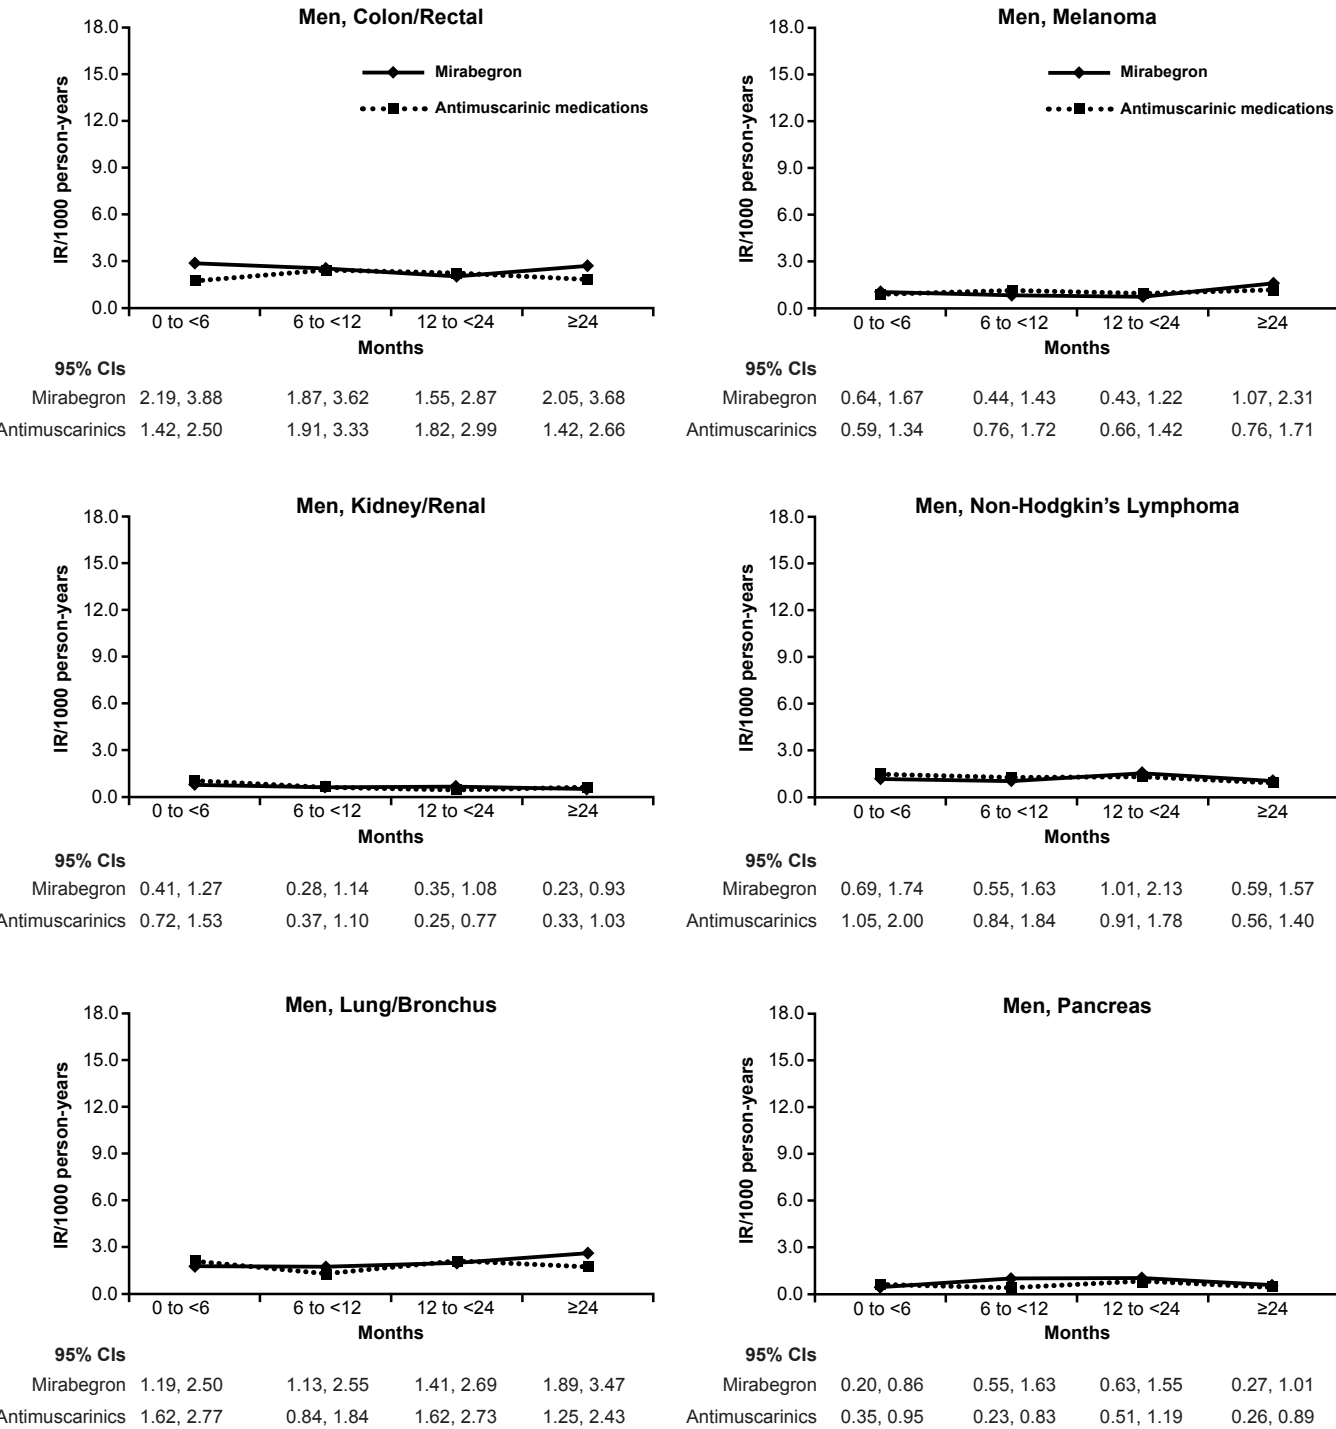 Men, Colon/Rectal
18.0
15.0
12.0
9.0
6.0
3.0
0.0
IR/1000 person-years
Mirabegron
Antimuscarinic medications
0 to <6 6 to <12 12 to <24 ≥24
Months
95% CIs
Mirabegron 2.19, 3.88 1.87, 3.62 1.55, 2.87 2.05, 3.68
Antimuscarinics 1.42, 2.50 1.91, 3.33 1.82, 2.99 1.42, 2.66
Men, Melanoma
18.0
15.0
12.0
9.0
6.0
3.0
0.0
IR/1000 person-years
Mirabegron
Antimuscarinic medications
0 to <6 6 to <12 12 to <24 ≥24
Months
95% CIs
Mirabegron 0.64, 1.67 0.44, 1.43 0.43, 1.22 1.07, 2.31
Antimuscarinics 0.59, 1.34 0.76, 1.72 0.66, 1.42 0.76, 1.71
Men, Kidney/Renal
18.0
15.0
12.0
9.0
6.0
3.0
0.0
IR/1000 person-years
0 to <6 6 to <12 12 to <24 ≥24
Months
95% CIs
Mirabegron 0.41, 1.27 0.28, 1.14 0.35, 1.08 0.23, 0.93
Antimuscarinics 0.72, 1.53 0.37, 1.10 0.25, 0.77 0.33, 1.03
Men, Non-Hodgkin’s Lymphoma
18.0
15.0
12.0
9.0
6.0
3.0
0.0
IR/1000 person-years
0 to <6 6 to <12 12 to <24 ≥24
Months
95% CIs
Mirabegron 0.69, 1.74 0.55, 1.63 1.01, 2.13 0.59, 1.57
Antimuscarinics 1.05, 2.00 0.84, 1.84 0.91, 1.78 0.56, 1.40
Men, Lung/Bronchus
18.0
15.0
12.0
9.0
6.0
3.0
0.0
IR/1000 person-years
0 to <6 6 to <12 12 to <24 ≥24
Months
95% CIs
Mirabegron 1.19, 2.50 1.13, 2.55 1.41, 2.69 1.89, 3.47
Antimuscarinics 1.62, 2.77 0.84, 1.84 1.62, 2.73 1.25, 2.43
Men, Pancreas
18.0
15.0
12.0
9.0
6.0
3.0
0.0
IR/1000 person-years
0 to <6 6 to <12 12 to <24 ≥24
Months
95% CIs
Mirabegron 0.20, 0.86 0.55, 1.63 0.63, 1.55 0.27, 1.01
Antimuscarinics 0.35, 0.95 0.23, 0.83 0.51, 1.19 0.26, 0.89